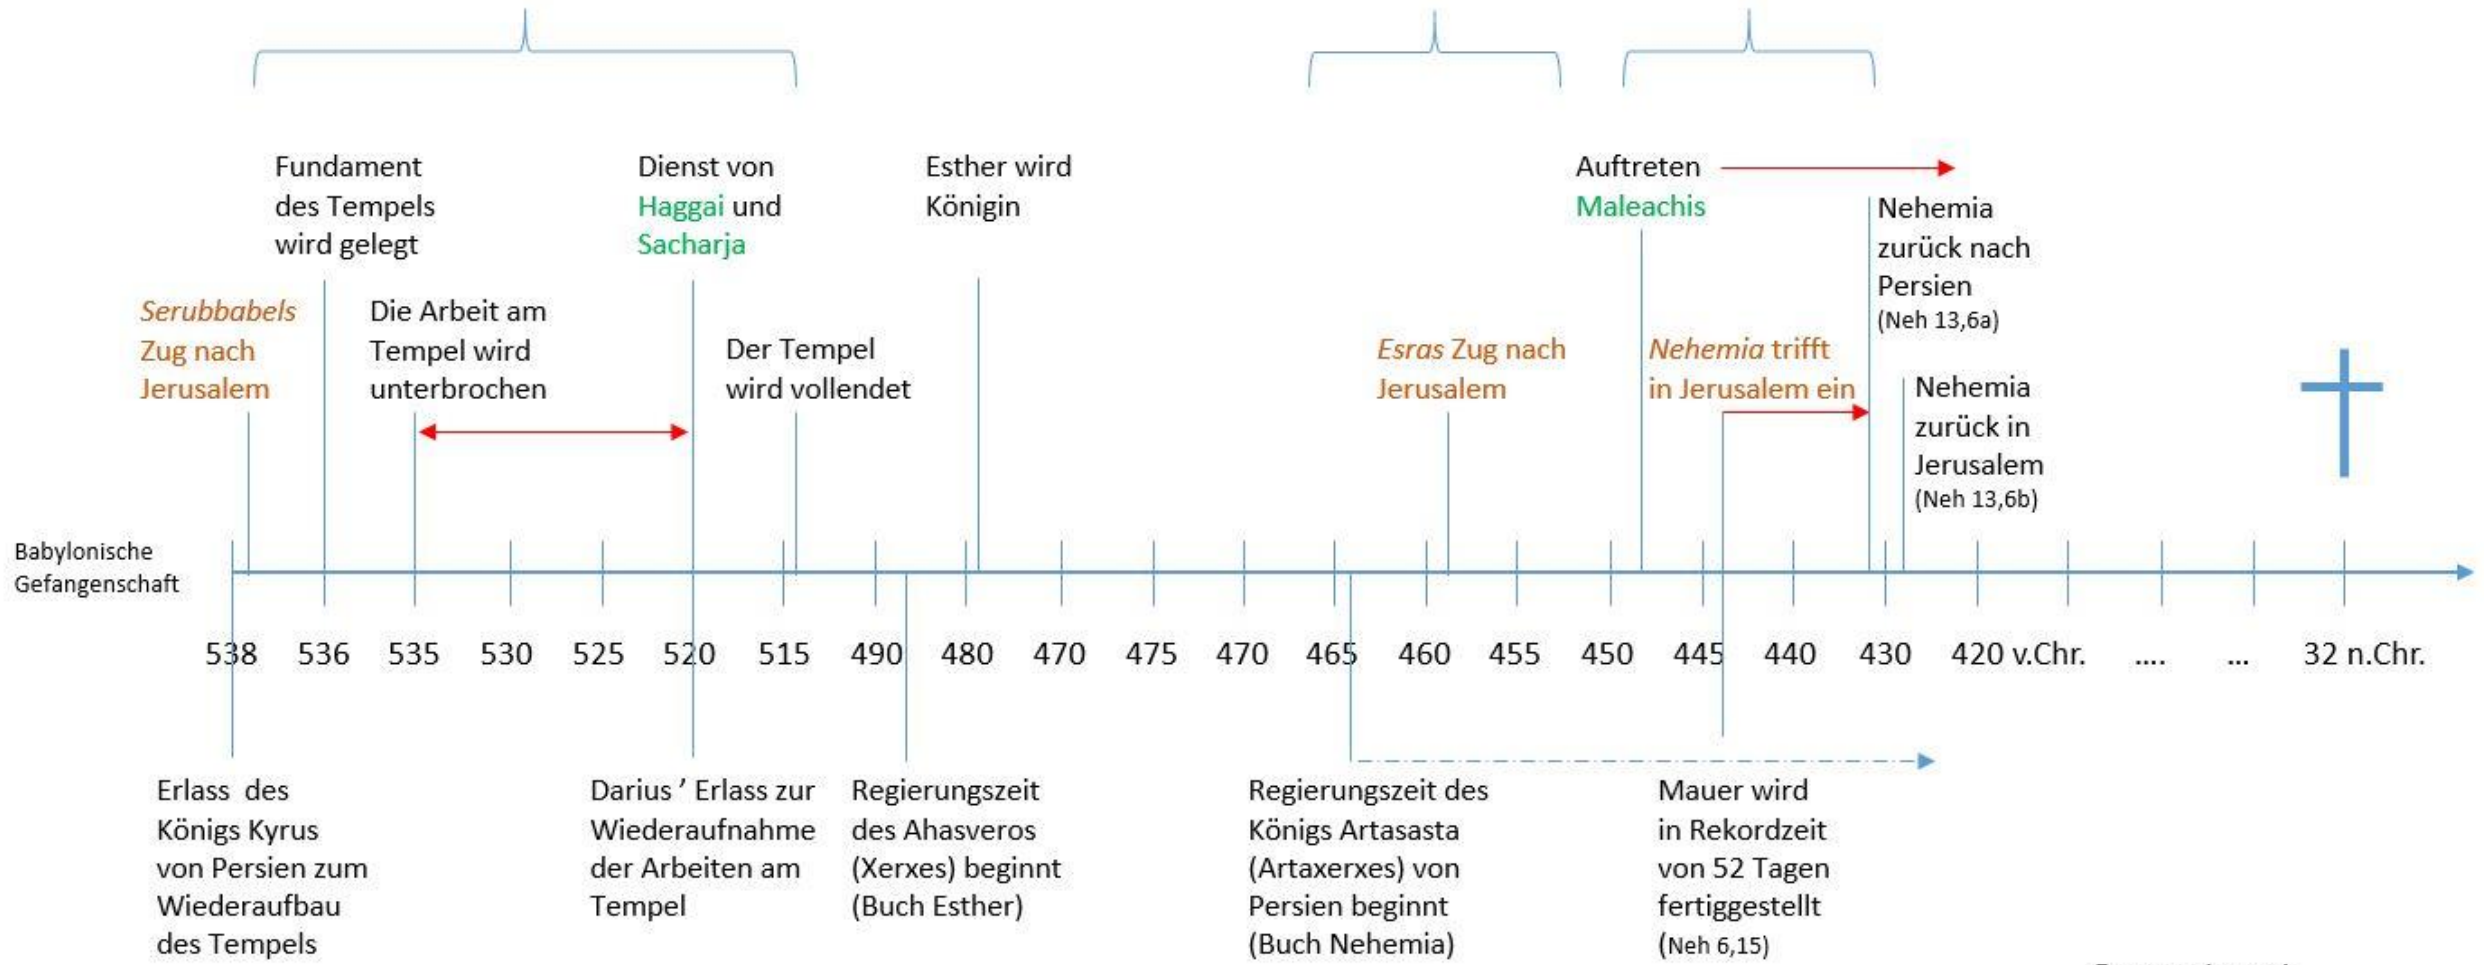 Fundament
des Tempels
wird gelegt
Dienst von
Haggai und
Sacharja
Esther wird
Königin
Auftreten
Maleachis
Nehemia
zurück nach
Persien
(Neh 13,6a)
Serubbabels
Zug nach
Jerusalem
Die Arbeit am
Tempel wird
unterbrochen
Der Tempel
wird vollendet
Esras Zug nach
Jerusalem
Nehemia trifft
in Jerusalem ein
Nehemia
zurück in
Jerusalem
(Neh 13,6b)
Babylonische
Gefangenschaft
538 536 535 530 525 520 515 490 480 470 475 470 465 460 455 450 445 440 430 420 v.Chr. .... ... 32 n.Chr.
Erlass des
Königs Kyrus
von Persien zum
Wiederaufbau
des Tempels
Darius ’ Erlass zur
Wiederaufnahme
der Arbeiten am
Tempel
Regierungszeit
des Ahasveros
(Xerxes) beginnt
(Buch Esther)
Regierungszeit des
Königs Artasasta
(Artaxerxes) von
Persien beginnt
(Buch Nehemia)
Mauer wird
in Rekordzeit
von 52 Tagen
fertiggestellt
(Neh 6,15)